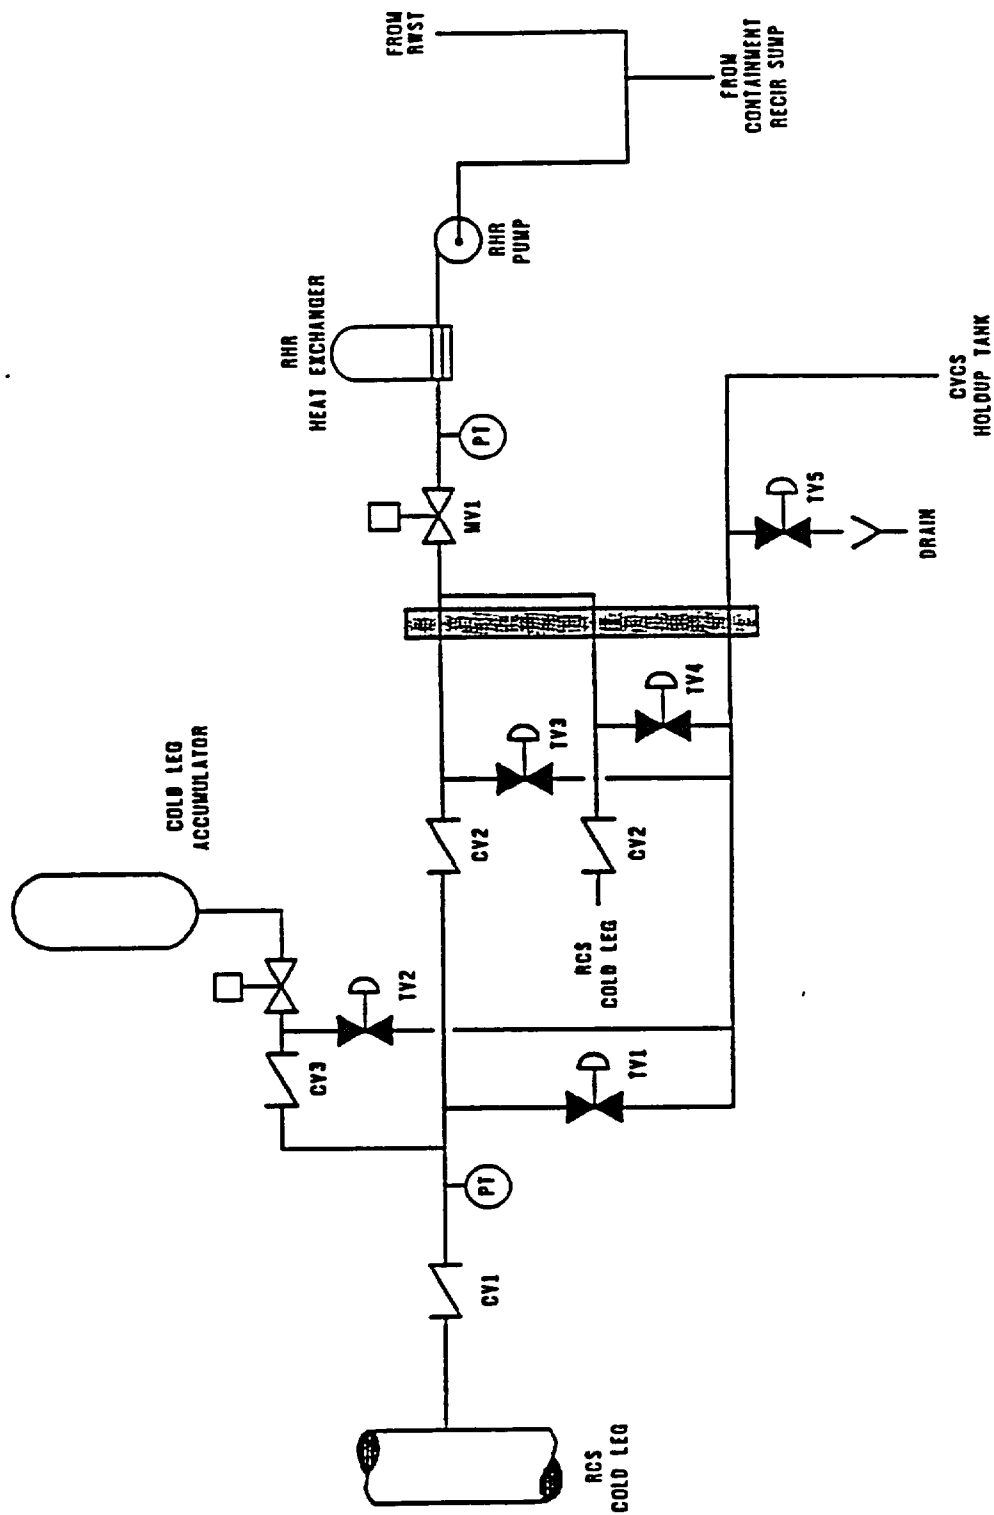 FROM
RWST
FROM
CONTAINMENT
RECIR SUMP
RHR
PUMP
RHR
HEAT EXCHANGER
PT
MV1
CVCS
HOLDUP TANK
TV5
DRAIN
TV4
TV3
COLD LEG
ACCUMULATOR
CV2
CV2
RCS
COLD LEG
TV2
CV3
TV1
PT
CV1
RCS
COLD LEG